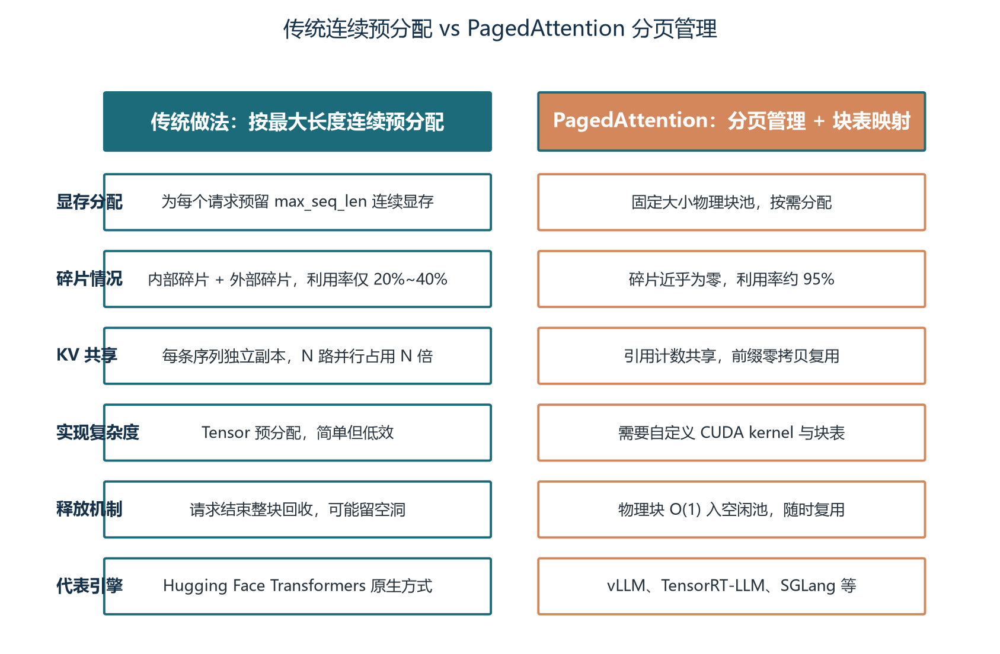 传统连续预分配 vs PagedAttention 分页管理
传统做法：按最大长度连续预分配
PagedAttention：分页管理 + 块表映射
显存分配
为每个请求预留 max_seq_len 连续显存
固定大小物理块池，按需分配
碎片情况
内部碎片 + 外部碎片，利用率仅 20%~40%
碎片近乎为零，利用率约 95%
KV 共享
每条序列独立副本，N 路并行占用 N 倍
引用计数共享，前缀零拷贝复用
实现复杂度
Tensor 预分配，简单但低效
需要自定义 CUDA kernel 与块表
释放机制
请求结束整块回收，可能留空洞
物理块 O(1) 入空闲池，随时复用
代表引擎
Hugging Face Transformers 原生方式
vLLM、TensorRT-LLM、SGLang 等